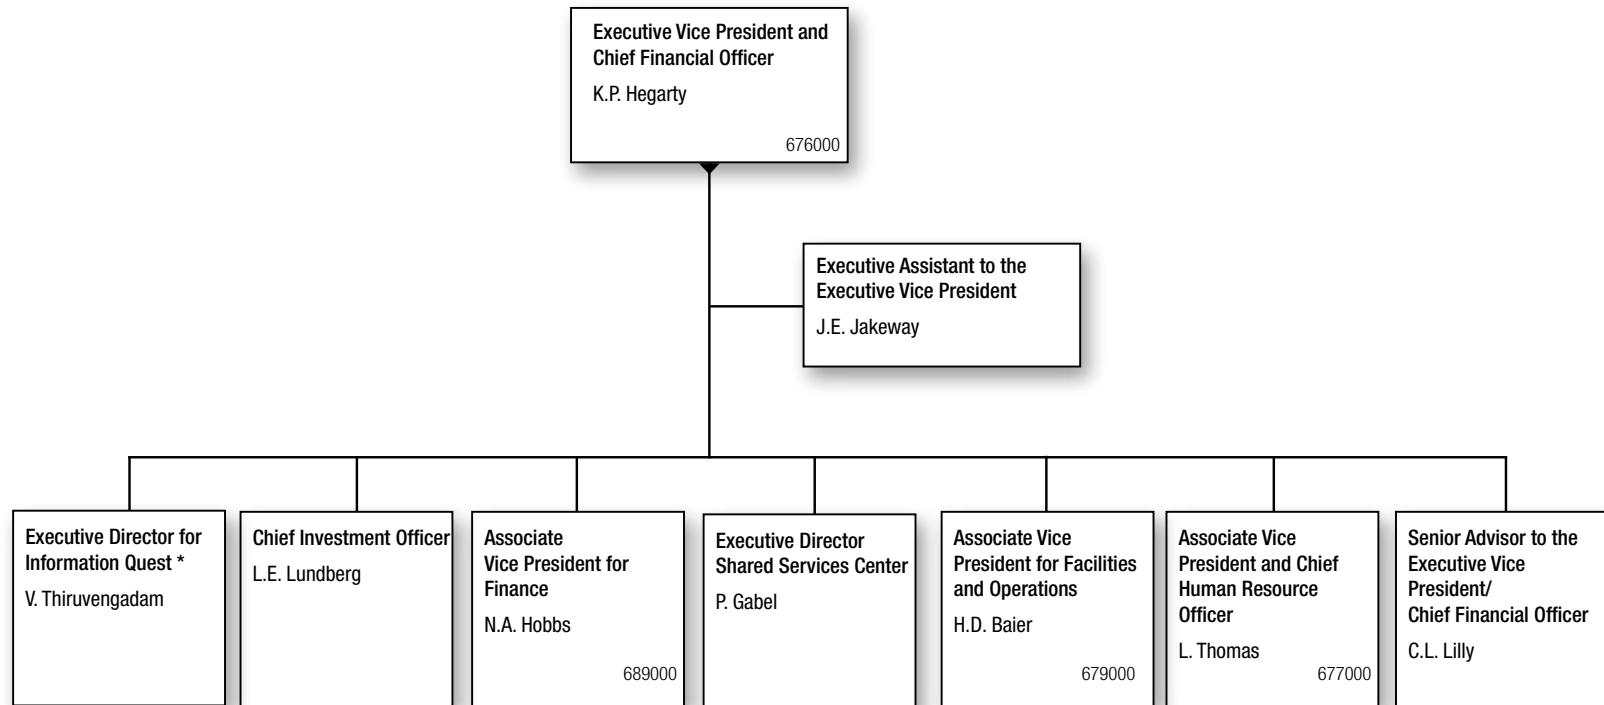 Executive Vice President and
Chief Financial Officer
K.P. Hegarty
676000
Executive Assistant to the
Executive Vice President
J.E. Jakeway
Executive Director for
Information Quest *
V. Thiruvengadam
Chief Investment Officer
L.E. Lundberg
Associate
Vice President for
Finance
N.A. Hobbs
689000
Executive Director
Shared Services Center
P. Gabel
Associate Vice
President for Facilities
and Operations
H.D. Baier
679000
Associate Vice
President and Chief
Human Resource
Officer
L. Thomas
677000
Senior Advisor to the
Executive Vice
President/
Chief Financial Officer
C.L. Lilly